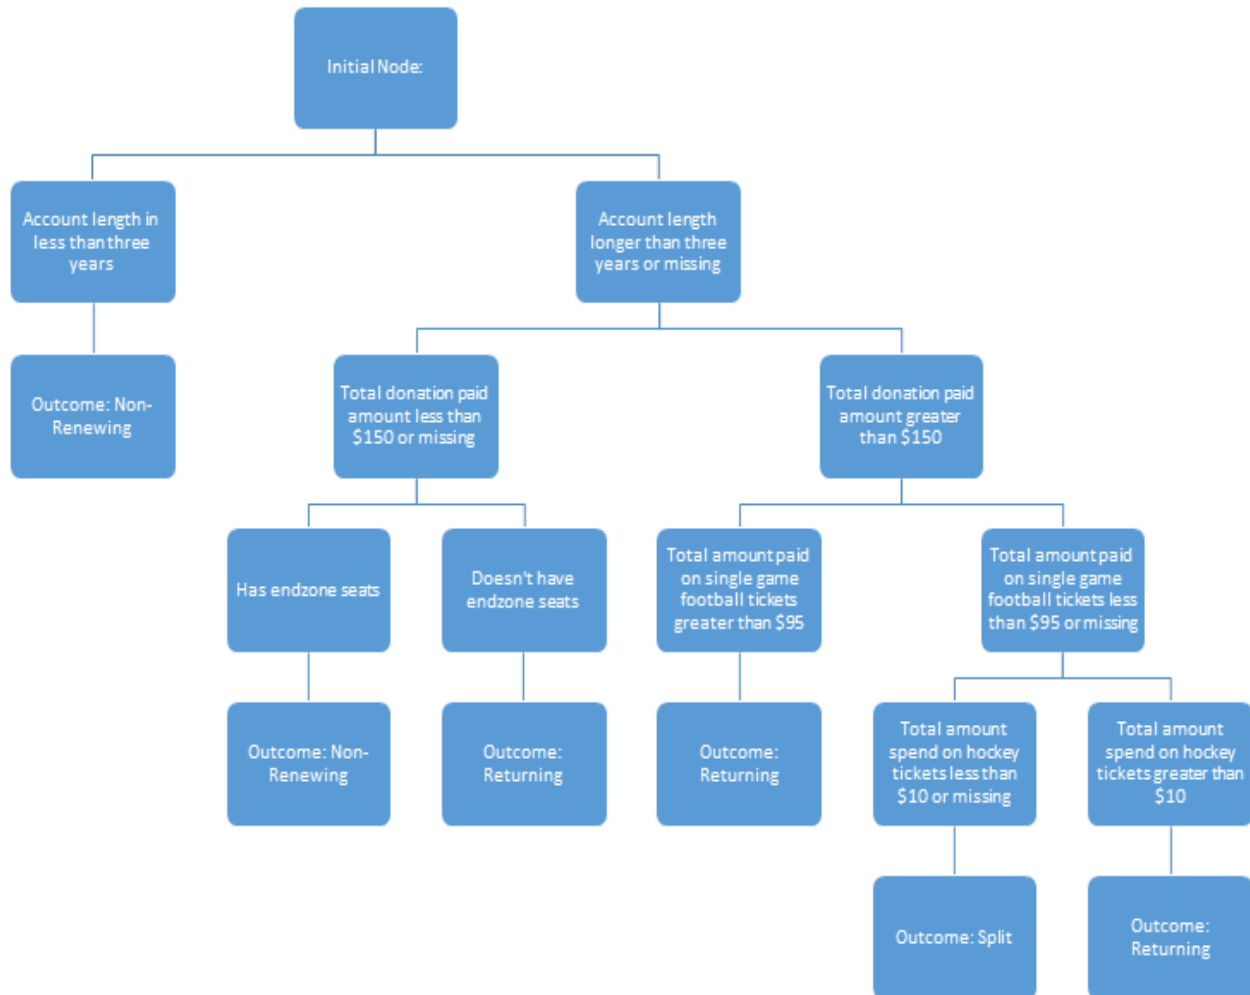 Initial Node:
Account length in
less than three
years
Account length
longer than three
years or missing
Outcome: Non-
Renewing
Total donation paid
amount less than
$150 or missing
Total donation paid
amount greater
than $150
Has endzone seats
Doesn't have
endzone seats
Total amount paid
on single game
football tickets
greater than $95
Total amount paid
on single game
football tickets less
than $95 or missing
Outcome: Non-
Renewing
Outcome:
Returning
Outcome:
Returning
Total amount
spend on hockey
tickets less than
$10 or missing
Total amount
spend on hockey
tickets greater than
$10
Outcome: Split
Outcome:
Returning